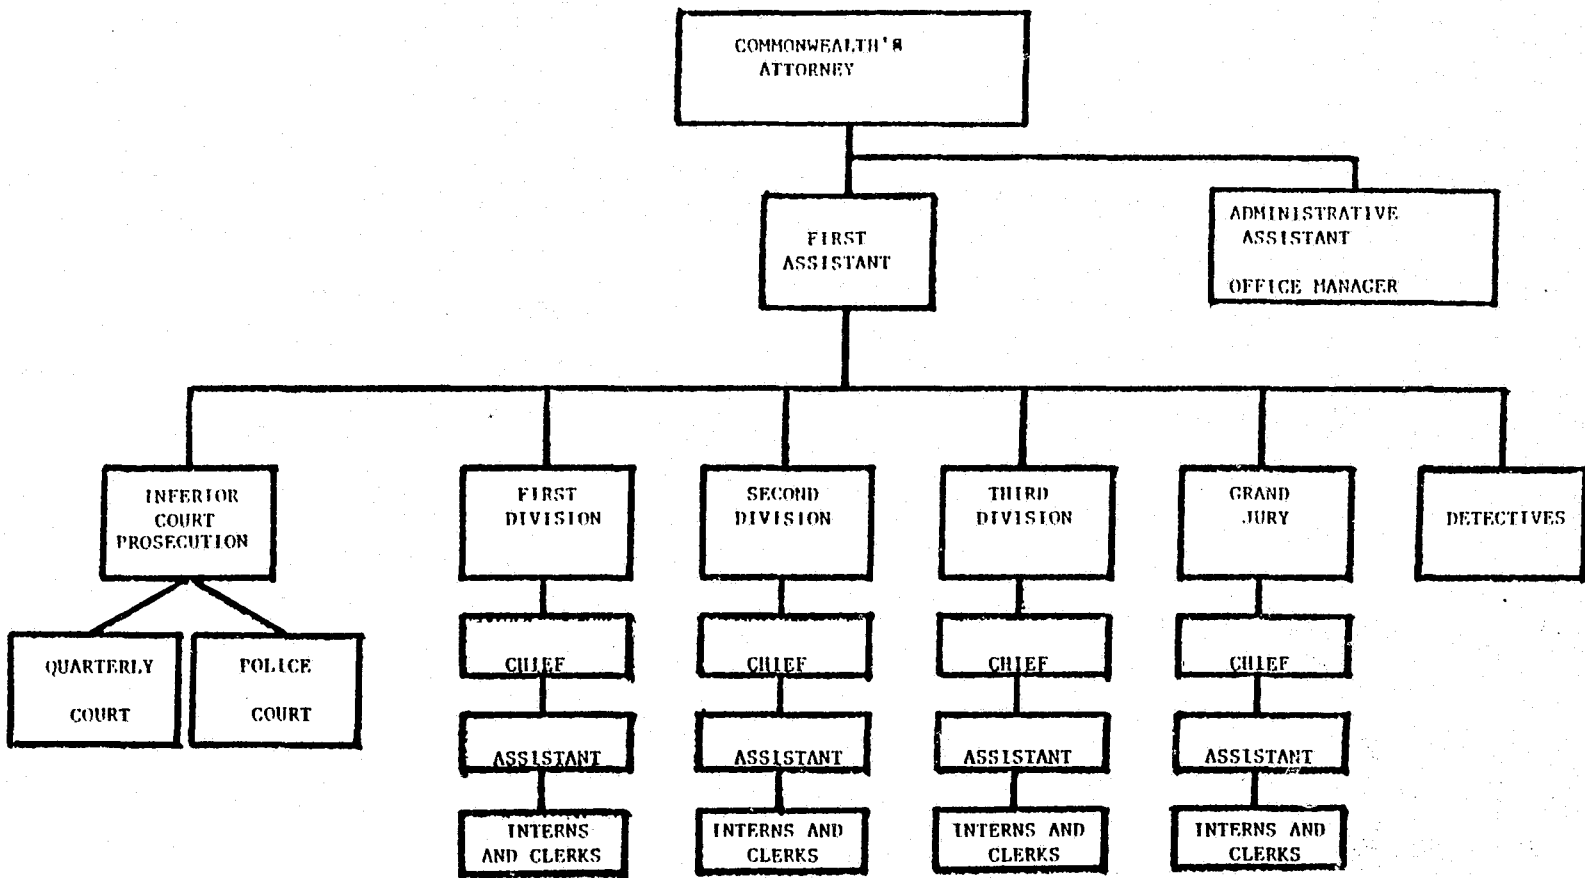 COMMONWEALTH'S
ATTORNEY
FIRST
ASSISTANT
ADMINISTRATIVE
ASSISTANT
OFFICE MANAGER
INFERIOR
COURT
PROSECUTION
FIRST
DIVISION
SECOND
DIVISION
THIRD
DIVISION
GRAND
JURY
DETECTIVES
QUARTERLY
COURT
POLICE
COURT
CHIEF
CHIEF
CHIEF
CHIEF
ASSISTANT
ASSISTANT
ASSISTANT
ASSISTANT
INTERNS
AND CLERKS
INTERNS AND
CLERKS
INTERNS AND
CLERKS
INTERNS AND
CLERKS